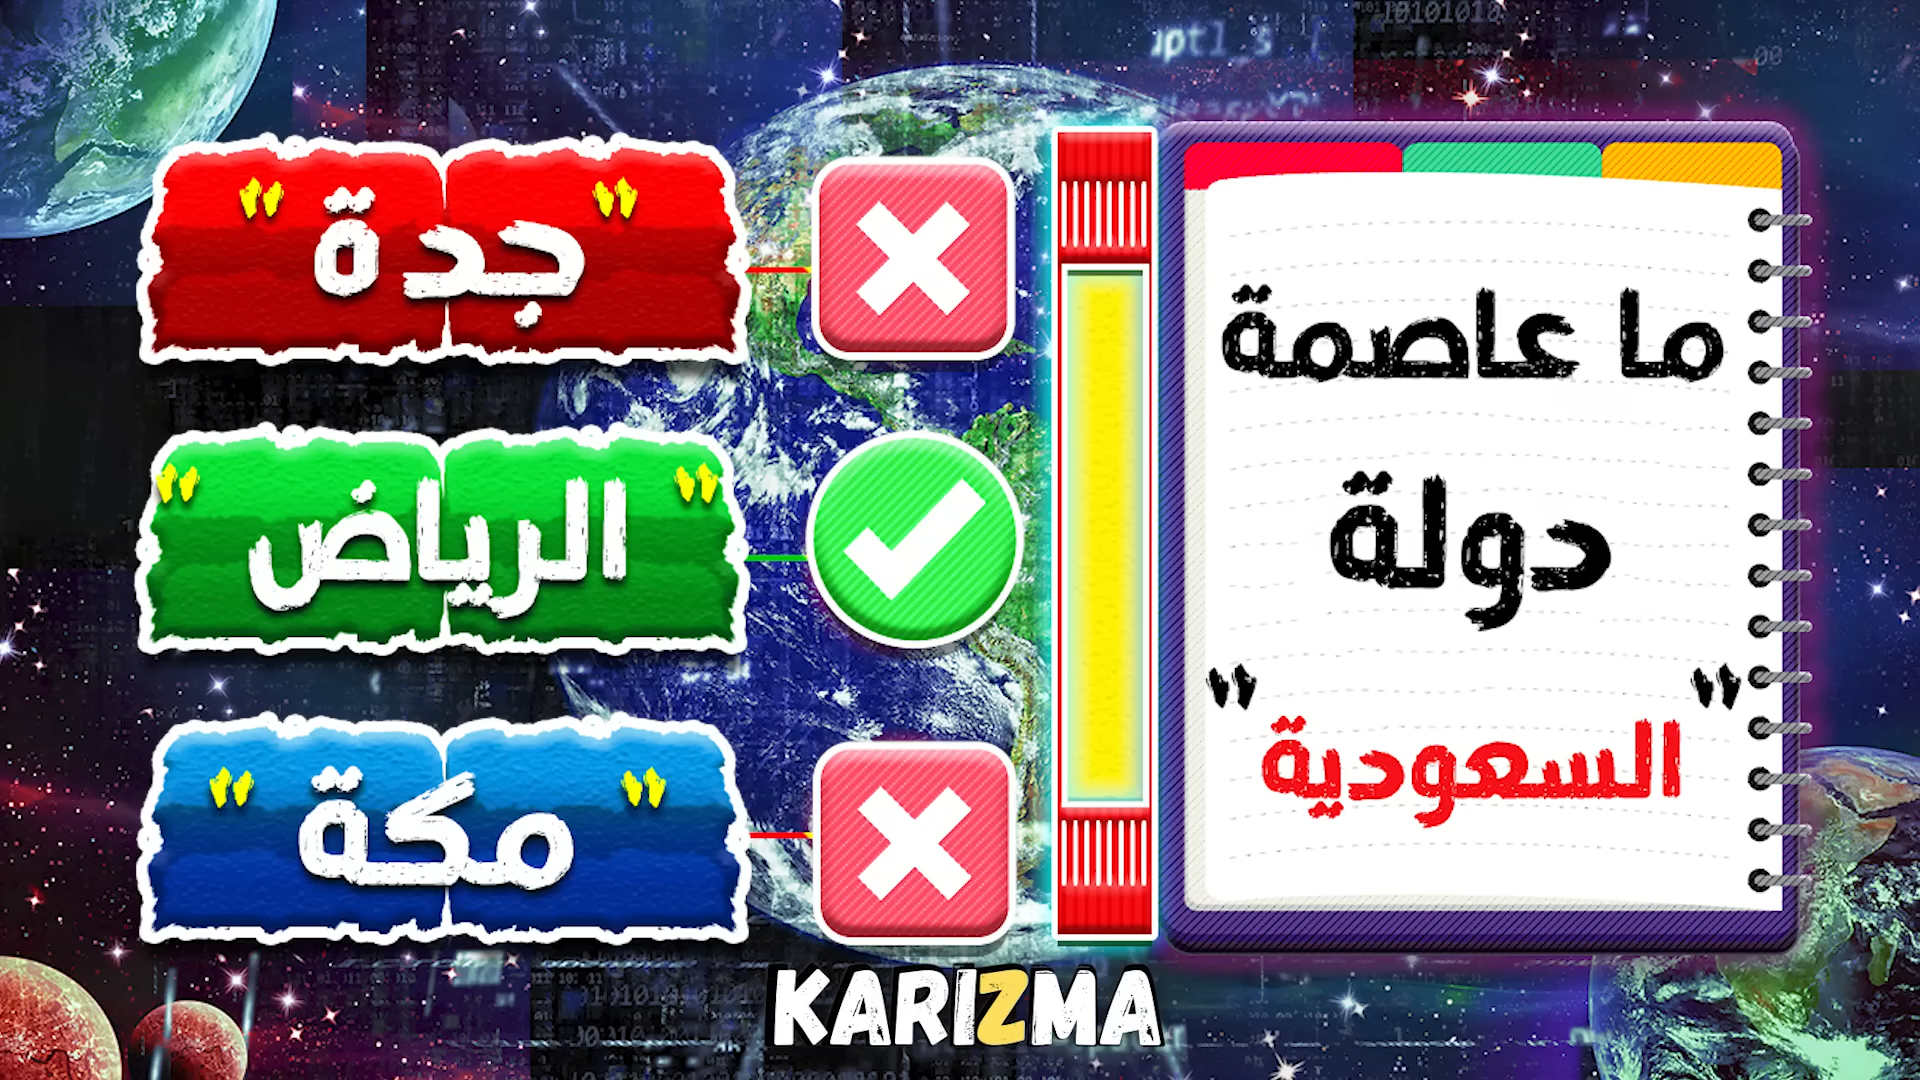 ما عاصمة
دولة
"السعودية"
"جدة"
"الرياض"
"مكة"
KARIZMA